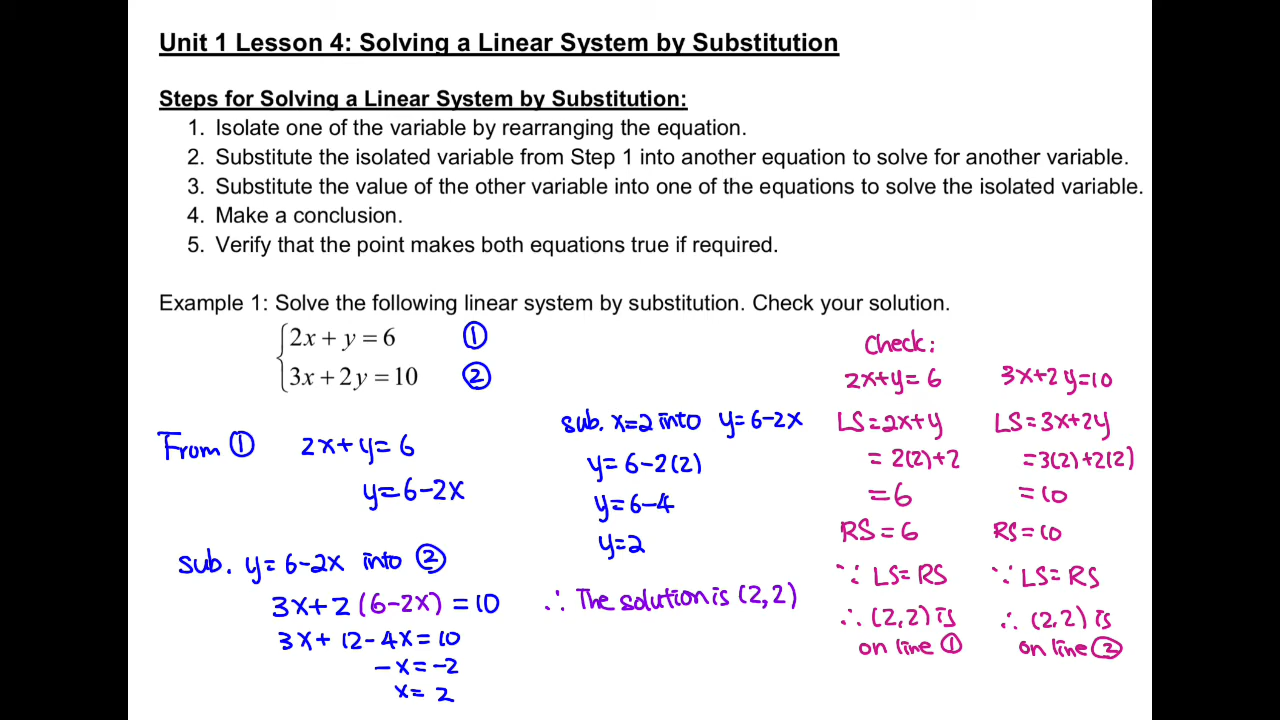 Unit 1 Lesson 4: Solving a Linear System by Substitution
Steps for Solving a Linear System by Substitution:
1. Isolate one of the variable by rearranging the equation.
2. Substitute the isolated variable from Step 1 into another equation to solve for another variable.
3. Substitute the value of the other variable into one of the equations to solve the isolated variable.
4. Make a conclusion.
5. Verify that the point makes both equations true if required.
Example 1: Solve the following linear system by substitution. Check your solution.
2x + y = 6 ①
3x + 2y = 10 ②
From ① 2x+y=6
y=6-2x
sub. y=6-2x into ②
3x+2(6-2x)=10
3x+12-4x=10
-x=-2
x=2
sub. x=2 into y=6-2x
y=6-2(2)
y=6-4
y=2
∴ The solution is (2,2)
Check:
2x+y=6
LS=2x+y
=2(2)+2
=6
RS=6
∵ LS=RS
∴ (2,2) is
on line ①
3x+2y=10
LS=3x+2y
=3(2)+2(2)
=10
RS=10
∵ LS=RS
∴ (2,2) is
on line ②